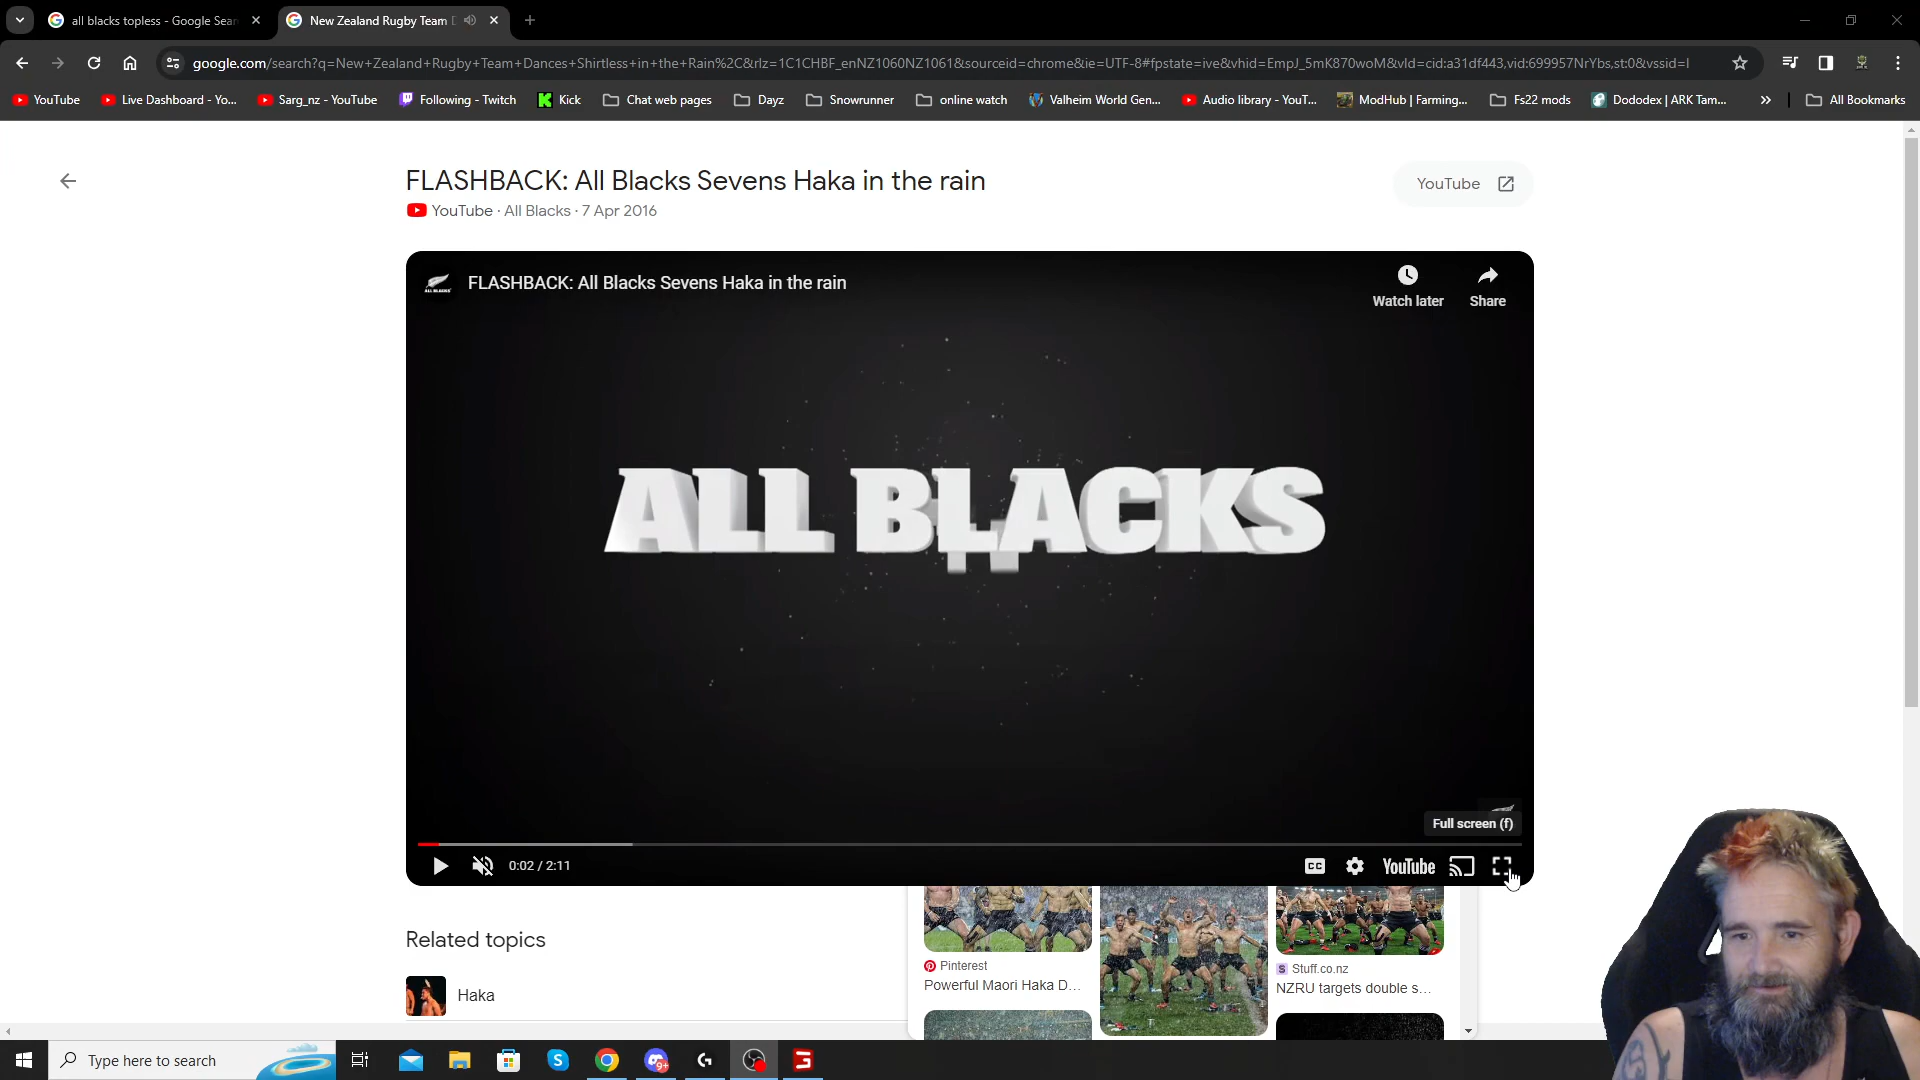 all blacks topless - Google Sear
New Zealand Rugby Team D
google.com/search?q=New+Zealand+Rugby+Team+Dances+Shirtless+in+the+Rain%2C&rlz=1C1CHBF_enNZ1060NZ1061&sourceid=chrome&ie=UTF-8#fpstate=ive&vhid=EmpJ_5mK870woM&vld=cid:a31df443,vid:699957NrYbs,st:0&vssid=l
YouTube
Live Dashboard - Yo...
Sarg_nz - YouTube
Following - Twitch
Kick
Chat web pages
Dayz
Snowrunner
online watch
Valheim World Gen...
Audio library - YouT...
ModHub | Farming...
Fs22 mods
Dododex | ARK Tam...
All Bookmarks
FLASHBACK: All Blacks Sevens Haka in the rain
YouTube
YouTube · All Blacks · 7 Apr 2016
ALL BLACKS
FLASHBACK: All Blacks Sevens Haka in the rain
Watch later
Share
ALL BLACKS
Full screen (f)
0:02 / 2:11
CC
YouTube
Related topics
Haka
Pinterest
Powerful Maori Haka D...
S Stuff.co.nz
NZRU targets double s...
Type here to search
9+